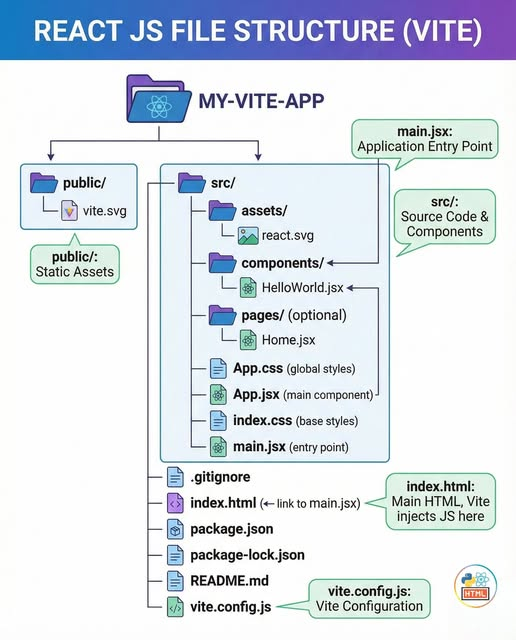 REACT JS FILE STRUCTURE (VITE)
MY-VITE-APP
main.jsx:
Application Entry Point
public/
vite.svg
public/:
Static Assets
src/
src/:
Source Code &
Components
assets/
react.svg
components/
HelloWorld.jsx
pages/ (optional)
Home.jsx
App.css (global styles)
App.jsx (main component)
index.css (base styles)
main.jsx (entry point)
.gitignore
index.html (← link to main.jsx)
index.html:
Main HTML, Vite
injects JS here
package.json
package-lock.json
README.md
vite.config.js
vite.config.js:
Vite Configuration
HTML